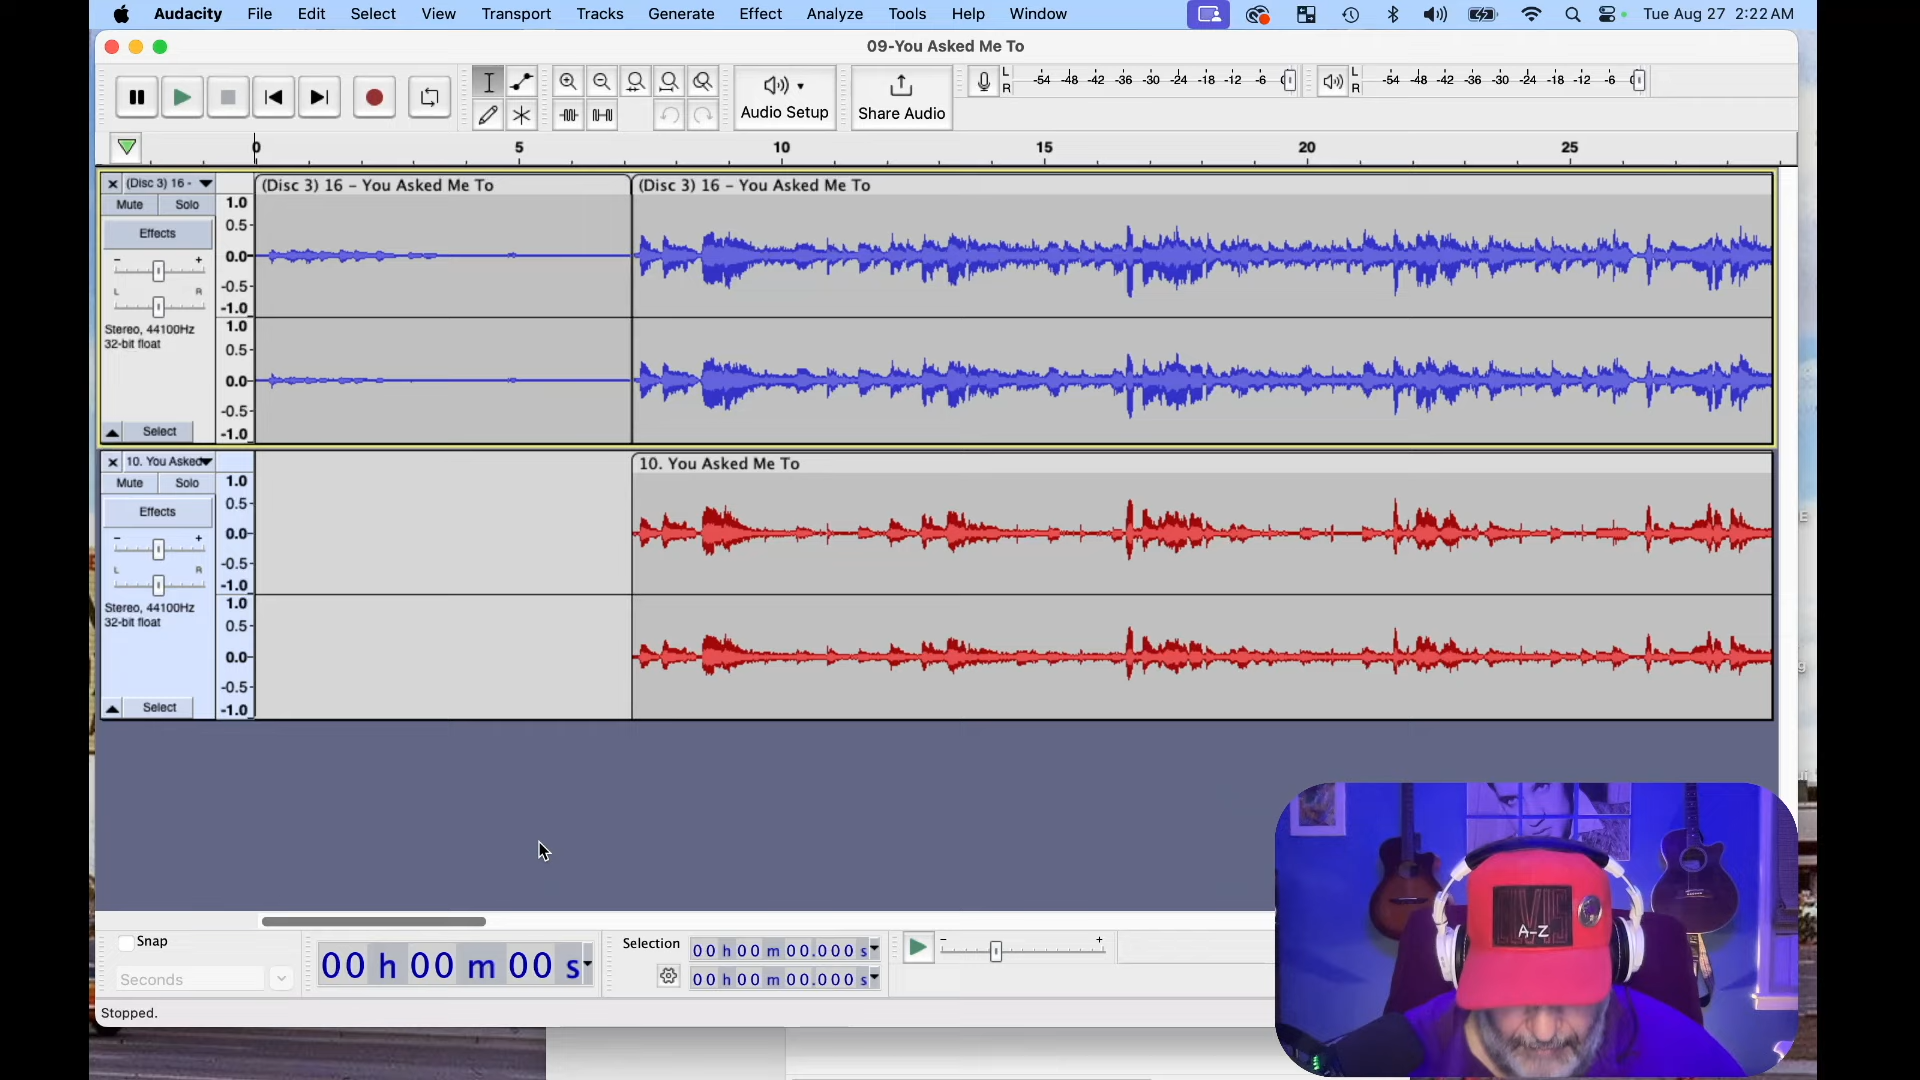 Audacity File Edit Select View Transport Tracks Generate Effect Analyze Tools Help Window Tue Aug 27 2:22 AM
09-You Asked Me To
Audio Setup
Share Audio
L
R
-54 -48 -42 -36 -30 -24 -18 -12 -6 0
L
R
-54 -48 -42 -36 -30 -24 -18 -12 -6 0
0 5 10 15 20 25
(Disc 3) 16 -
(Disc 3) 16 - You Asked Me To
(Disc 3) 16 - You Asked Me To
Mute Solo
Effects
- +
L R
Stereo, 44100Hz
32-bit float
Select
1.0
0.5
0.0
-0.5
-1.0
1.0
0.5
0.0
-0.5
-1.0
10. You Asked
10. You Asked Me To
Mute Solo
Effects
- +
L R
Stereo, 44100Hz
32-bit float
Select
1.0
0.5
0.0
-0.5
-1.0
1.0
0.5
0.0
-0.5
-1.0
Snap
Seconds
00 h 00 m 00 s
Selection
00 h 00 m 00.000 s
00 h 00 m 00.000 s
- +
Stopped.
ELVIS
A-Z